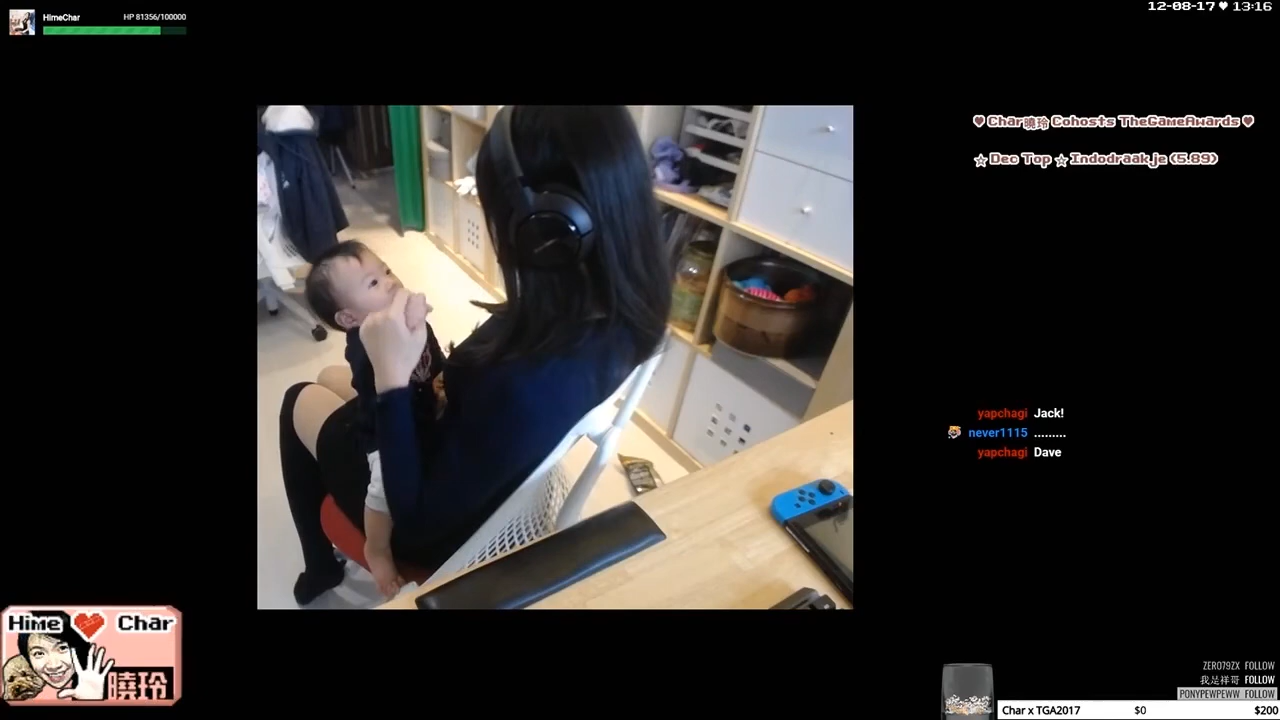 HimeChar HP 81356/100000
12-08-17 ♥ 13:16
♥ Char曉玲 Cohosts TheGameAwards ♥
☆ Dec Top ☆ Indodraakje (5.89)
yapchagi Jack!
never1115 .........
yapchagi Dave
Hime ♥ Char
曉玲
ZERO79ZX FOLLOW
我是祥哥 FOLLOW
PONYPEWPEWW FOLLOW
Char x TGA2017 $0 $200